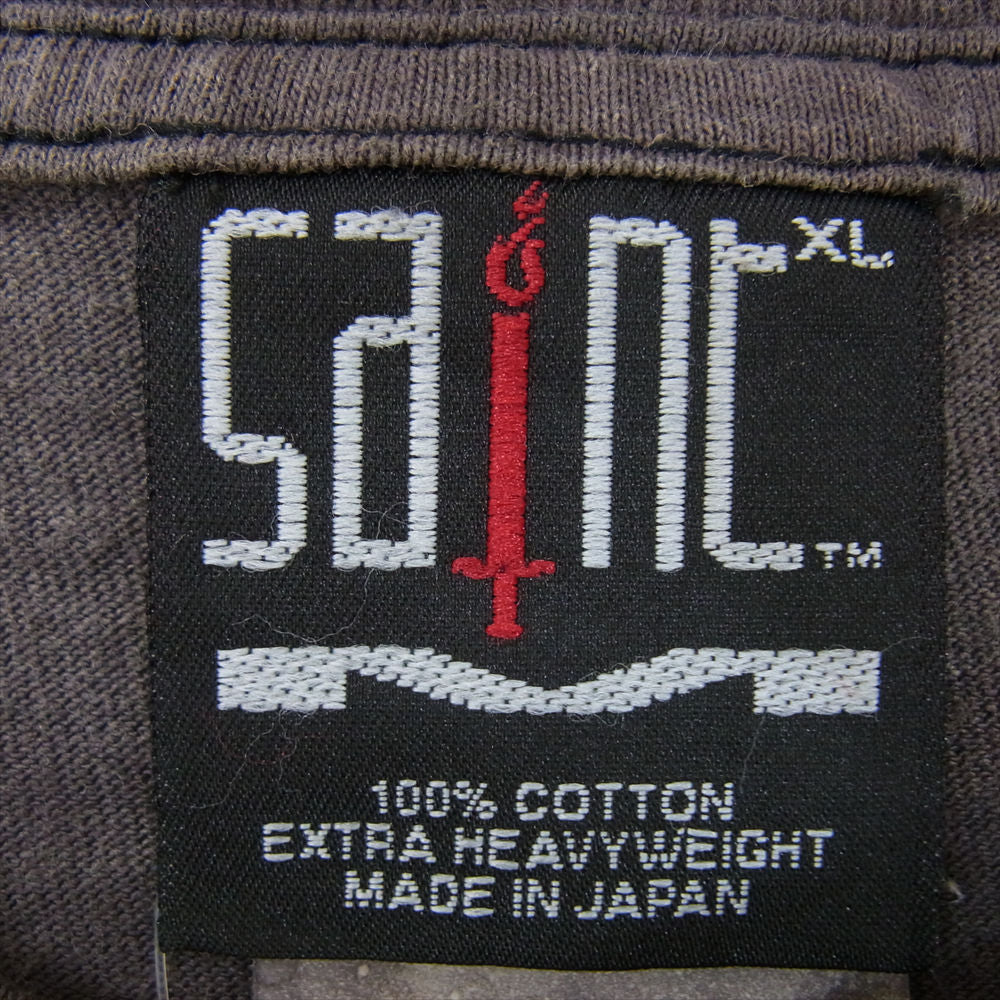 Saint XL
TM
M
100% COTTON
EXTRA HEAVYWEIGHT
MADE IN JAPAN